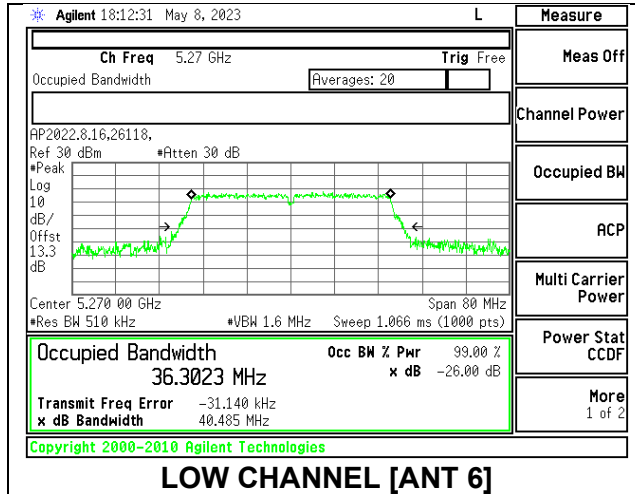 Agilent 18:12:31 May 8, 2023 L Measure
Ch Freq 5.27 GHz Trig Free
Meas Off
Occupied Bandwidth Averages: 20
Channel Power
AP2022.8.16,26118,
Ref 30 dBm #Atten 30 dB
#Peak
Log
10
dB/
Offst
13.3
dB
Occupied BW
ACP
Multi Carrier
Power
Center 5.270 00 GHz Span 80 MHz
#Res BW 510 kHz #VBW 1.6 MHz Sweep 1.066 ms (1000 pts)
Power Stat
CCDF
Occupied Bandwidth Occ BW % Pwr 99.00 %
36.3023 MHz x dB -26.00 dB
Transmit Freq Error -31.140 kHz
x dB Bandwidth 40.485 MHz
More
1 of 2
Copyright 2000-2010 Agilent Technologies
LOW CHANNEL [ANT 6]